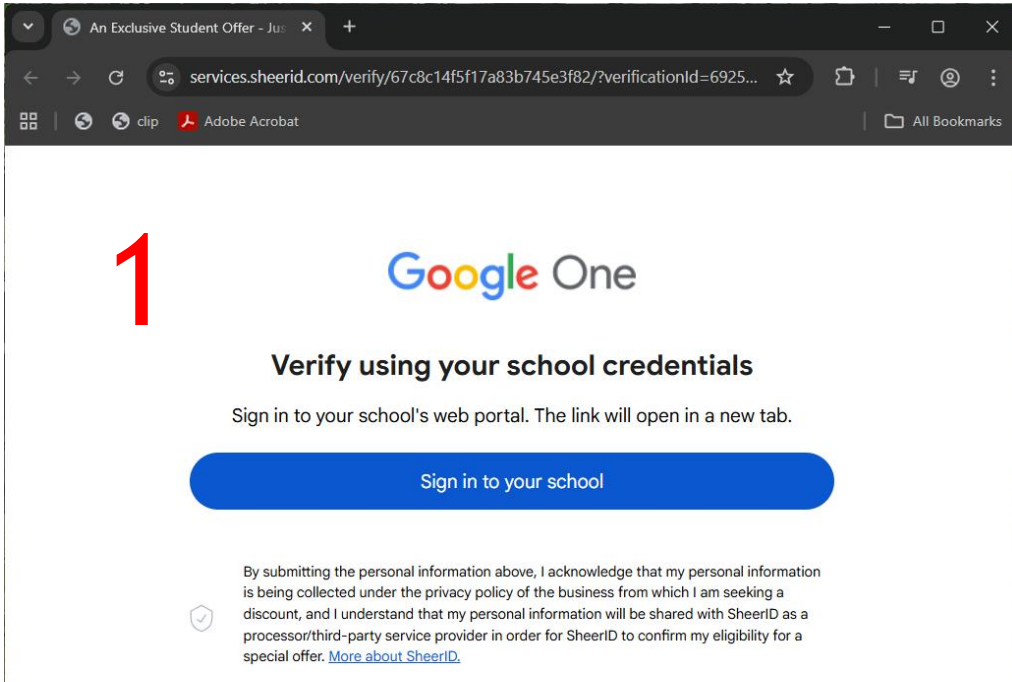 An Exclusive Student Offer - Jus
services.sheerid.com/verify/67c8c14f5f17a83b745e3f82/?verificationId=6925...
clip Adobe Acrobat All Bookmarks
1
Google One
Verify using your school credentials
Sign in to your school's web portal. The link will open in a new tab.
Sign in to your school
By submitting the personal information above, I acknowledge that my personal information
is being collected under the privacy policy of the business from which I am seeking a
discount, and I understand that my personal information will be shared with SheerID as a
processor/third-party service provider in order for SheerID to confirm my eligibility for a
special offer. More about SheerID.